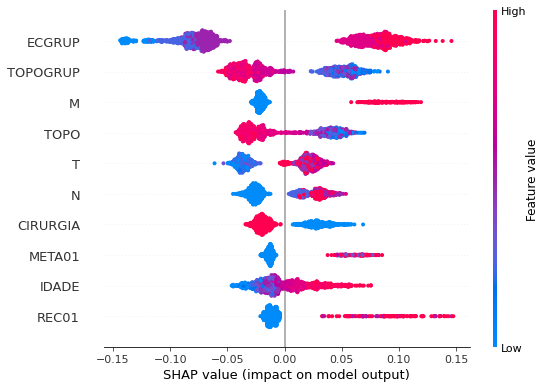 High
ECGRUP
TOPOGRUP
M
TOPO
T
N
CIRURGIA
META01
IDADE
REC01
Feature value
Low
−0.15 −0.10 −0.05 0.00 0.05 0.10 0.15
SHAP value (impact on model output)